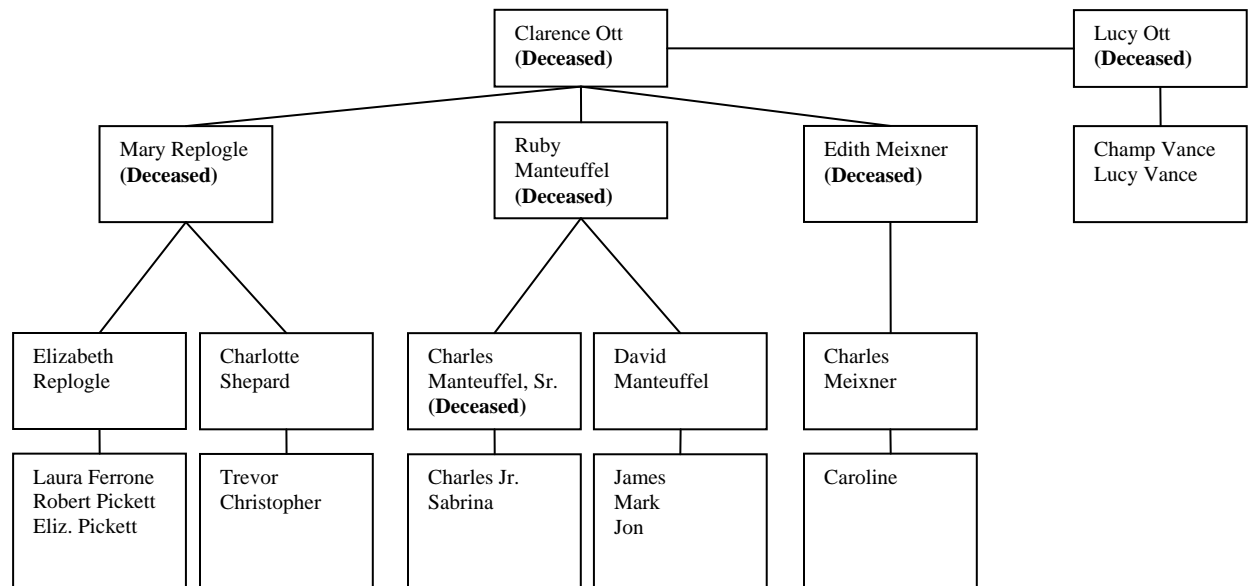 Clarence Ott
(Deceased)
Lucy Ott
(Deceased)
Mary Replogle
(Deceased)
Ruby
Manteuffel
(Deceased)
Edith Meixner
(Deceased)
Champ Vance
Lucy Vance
Elizabeth
Replogle
Charlotte
Shepard
Charles
Manteuffel, Sr.
(Deceased)
David
Manteuffel
Charles
Meixner
Laura Ferrone
Robert Pickett
Eliz. Pickett
Trevor
Christopher
Charles Jr.
Sabrina
James
Mark
Jon
Caroline